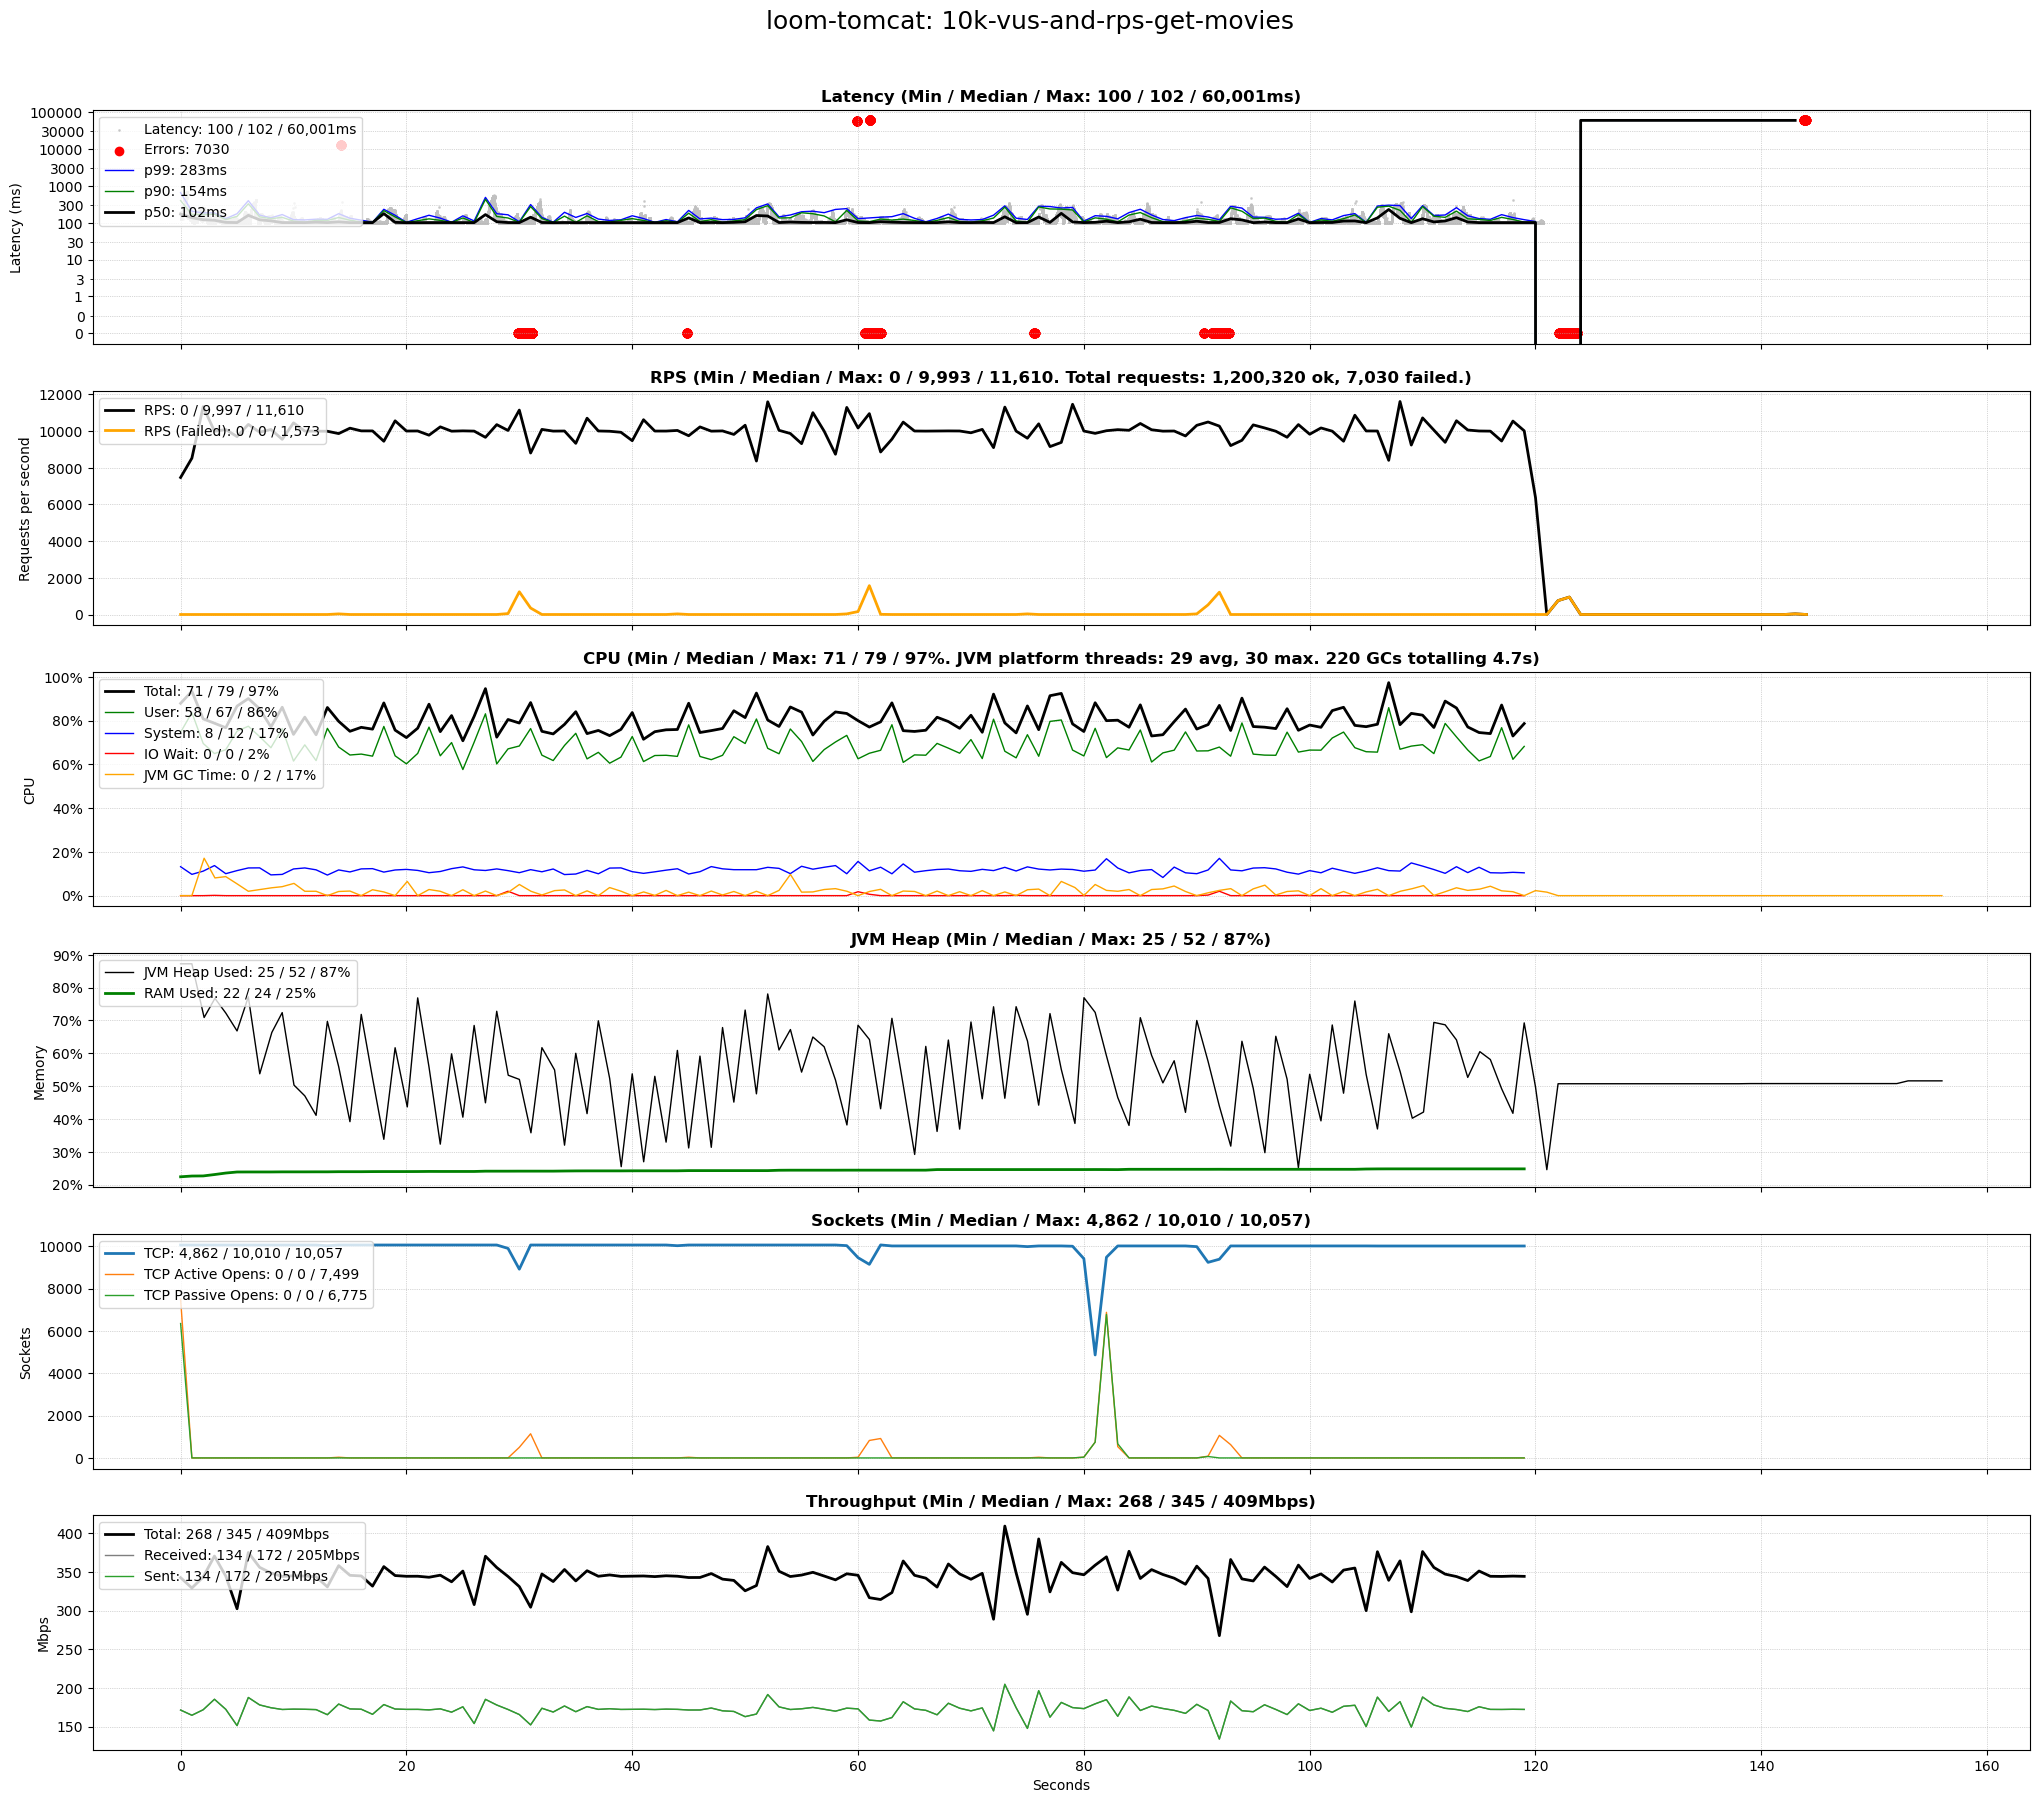 loom-tomcat: 10k-vus-and-rps-get-movies
Latency (Min / Median / Max: 100 / 102 / 60,001ms)
Latency (ms)
100000
30000
10000
3000
1000
300
100
30
10
3
1
0
0
Latency: 100 / 102 / 60,001ms
Errors: 7030
p99: 283ms
p90: 154ms
p50: 102ms
RPS (Min / Median / Max: 0 / 9,993 / 11,610. Total requests: 1,200,320 ok, 7,030 failed.)
Requests per second
12000
10000
8000
6000
4000
2000
0
RPS: 0 / 9,997 / 11,610
RPS (Failed): 0 / 0 / 1,573
CPU (Min / Median / Max: 71 / 79 / 97%. JVM platform threads: 29 avg, 30 max. 220 GCs totalling 4.7s)
CPU
100%
80%
60%
40%
20%
0%
Total: 71 / 79 / 97%
User: 58 / 67 / 86%
System: 8 / 12 / 17%
IO Wait: 0 / 0 / 2%
JVM GC Time: 0 / 2 / 17%
JVM Heap (Min / Median / Max: 25 / 52 / 87%)
Memory
90%
80%
70%
60%
50%
40%
30%
20%
JVM Heap Used: 25 / 52 / 87%
RAM Used: 22 / 24 / 25%
Sockets (Min / Median / Max: 4,862 / 10,010 / 10,057)
Sockets
10000
8000
6000
4000
2000
0
TCP: 4,862 / 10,010 / 10,057
TCP Active Opens: 0 / 0 / 7,499
TCP Passive Opens: 0 / 0 / 6,775
Throughput (Min / Median / Max: 268 / 345 / 409Mbps)
Mbps
400
350
300
250
200
150
Total: 268 / 345 / 409Mbps
Received: 134 / 172 / 205Mbps
Sent: 134 / 172 / 205Mbps
0 20 40 60 80 100 120 140 160
Seconds